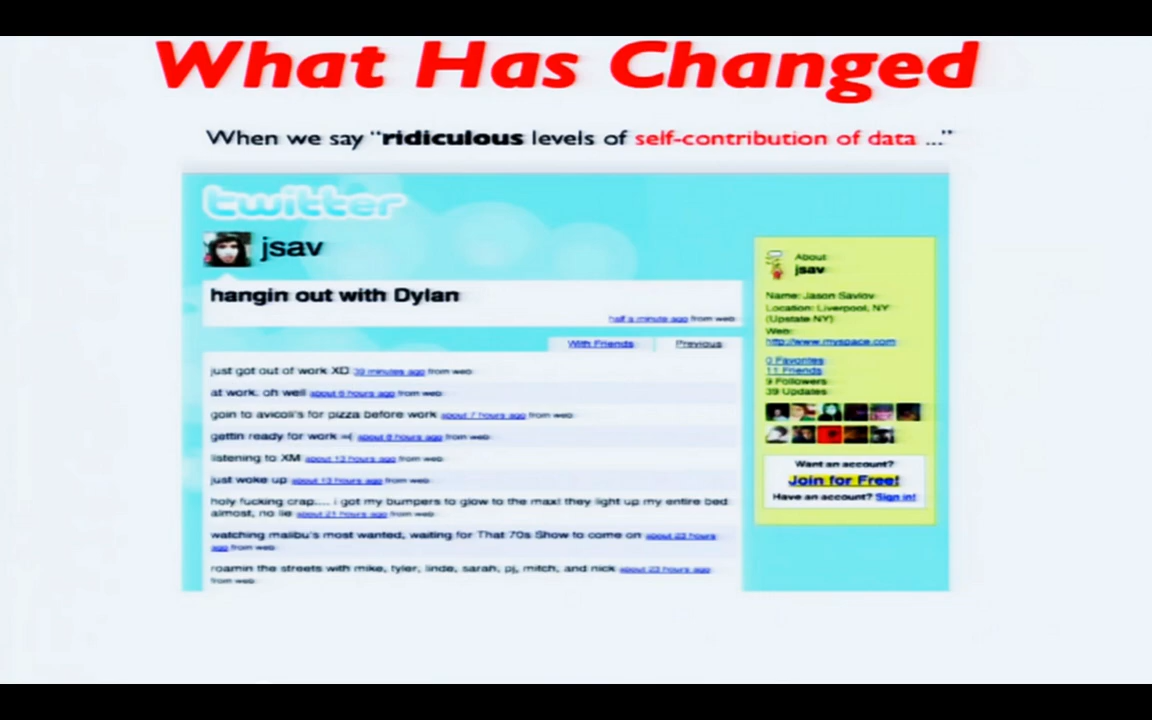 What Has Changed
When we say “ridiculous levels of self-contribution of data ...”
twitter
jsav
hangin out with Dylan
half a minute ago from web
With Friends
Previous
just got out of work XD 39 minutes ago from web
at work. oh well about 6 hours ago from web
goin to avicoli's for pizza before work about 7 hours ago from web
gettin ready for work =( about 8 hours ago from web
listening to XM about 13 hours ago from web
just woke up about 13 hours ago from web
holy fucking crap.... i got my bumpers to glow to the max! they light up my entire bed
almost, no lie about 21 hours ago from web
watching malibu's most wanted, waiting for That 70s Show to come on about 22 hours
ago from web
roamin the streets with mike, tyler, linde, sarah, pj, mitch, and nick about 23 hours ago
from web
About
jsav
Name: Jason Savlov
Location: Liverpool, NY
(Upstate NY)
Web:
http://www.myspace.com
0 Favorites
11 Friends
9 Followers
39 Updates
Want an account?
Join for Free!
Have an account? Sign in!